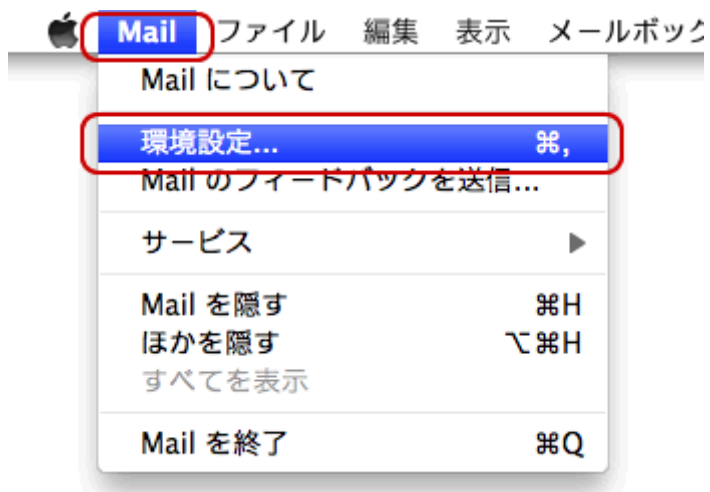 Mail ファイル 編集 表示 メールボック
Mail について
環境設定... ⌘,
Mail のフィードバックを送信...
サービス ▶
Mail を隠す ⌘H
ほかを隠す ⌥⌘H
すべてを表示
Mail を終了 ⌘Q